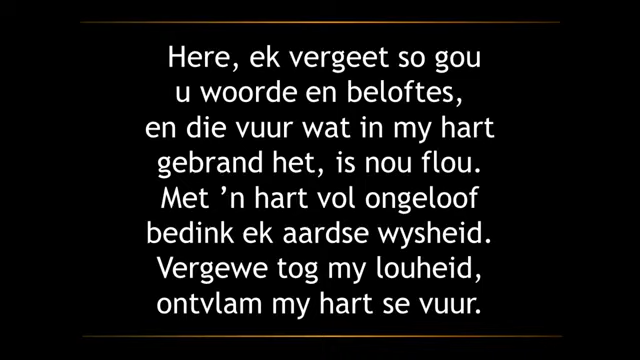 Here, ek vergeet so gou
u woorde en beloftes,
en die vuur wat in my hart
gebrand het, is nou flou.
Met ’n hart vol ongeloof
bedink ek aardse wysheid.
Vergewe tog my louheid,
ontvlam my hart se vuur.